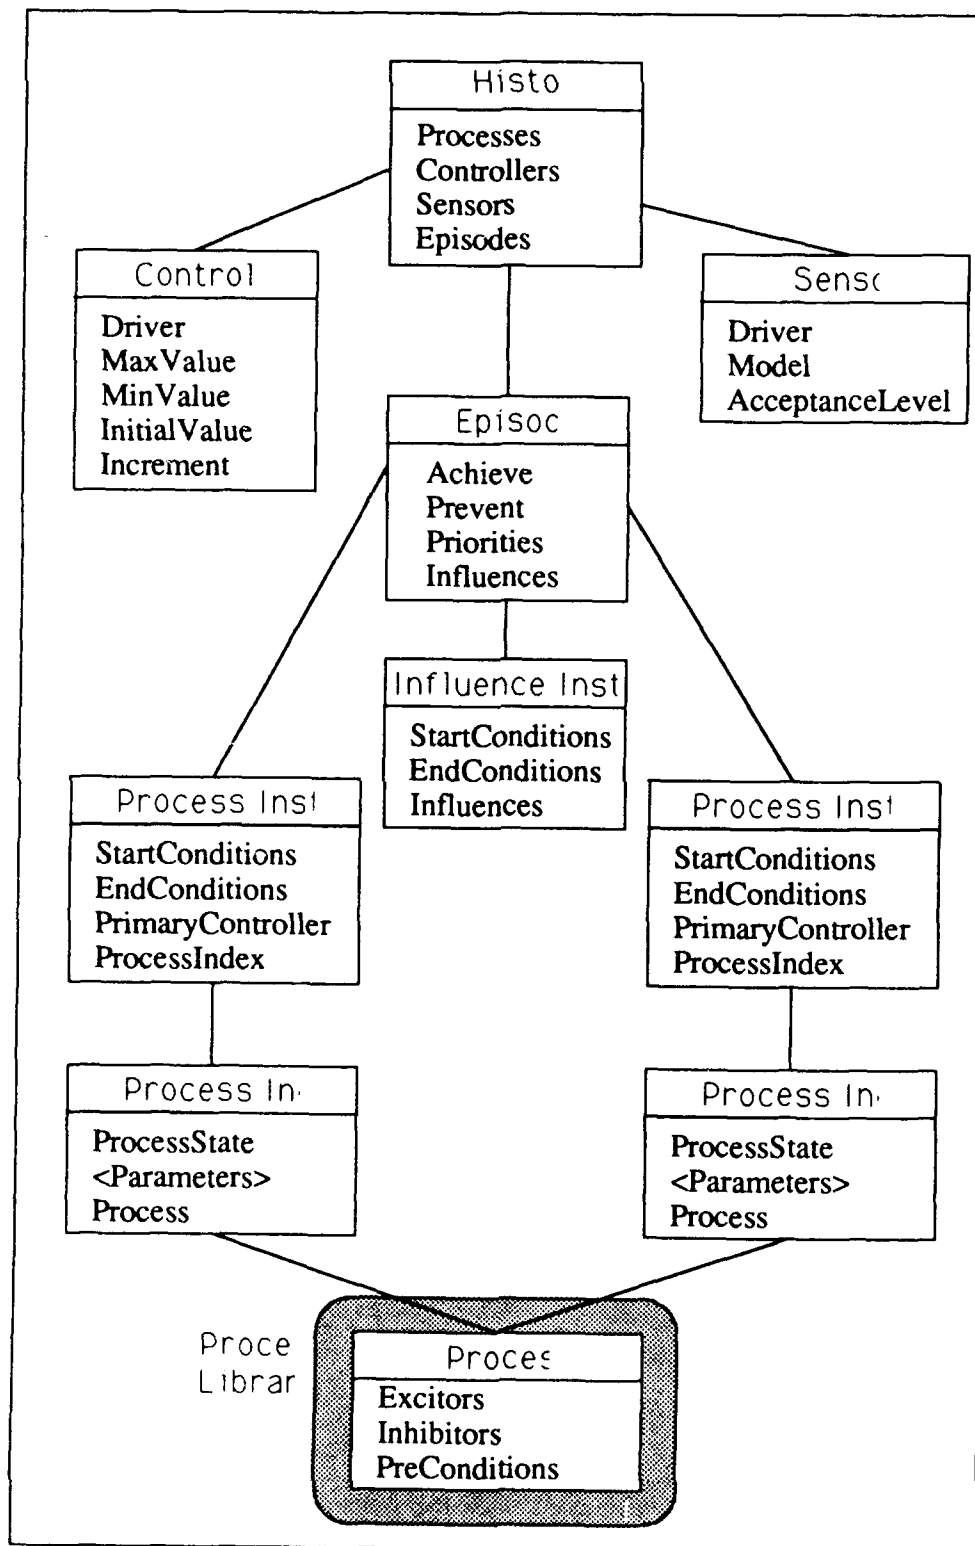 Histo
Processes
Controllers
Sensors
Episodes
Control
Driver
MaxValue
MinValue
InitialValue
Increment
Sensc
Driver
Model
AcceptanceLevel
Episoc
Achieve
Prevent
Priorities
Influences
Influence Inst
StartConditions
EndConditions
Influences
Process Inst
StartConditions
EndConditions
PrimaryController
ProcessIndex
Process Inst
StartConditions
EndConditions
PrimaryController
ProcessIndex
Process In
ProcessState
<Parameters>
Process
Process In
ProcessState
<Parameters>
Process
Proce
Librar
Proces
Excitors
Inhibitors
PreConditions